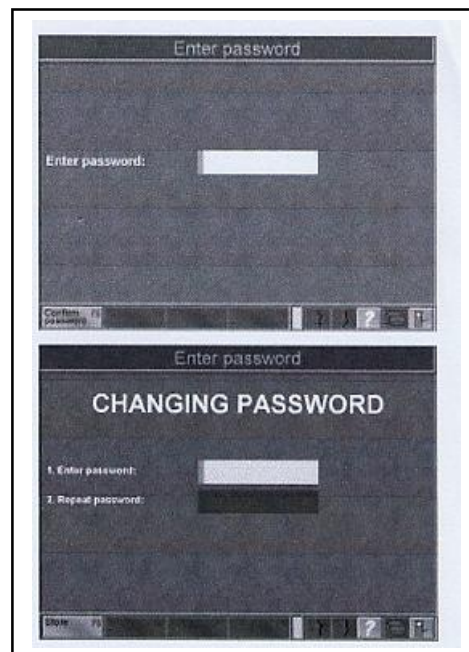 Enter password
Enter password:
Confirm
password
?
Enter password
CHANGING PASSWORD
1. Enter password:
2. Repeat password:
Store
?